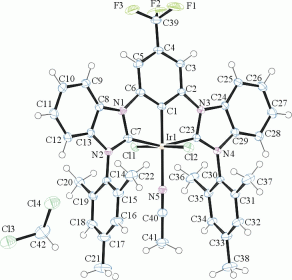 F3 F2 F1
C39
C4
C5 C3
C10 C9 C6 C2 C25 C26
C11 C8 N1 C1 N3 C24 C27
C12 C13 C7 Ir1 C23 C29 C28
N2 Cl1 Cl2 N4
C20 C14 C22 N5 C36 C30 C37
C19 C15 C35 C31
Cl4 C18 C16 C40 C34 C32
Cl3 C42 C17 C41 C33
C21 C38